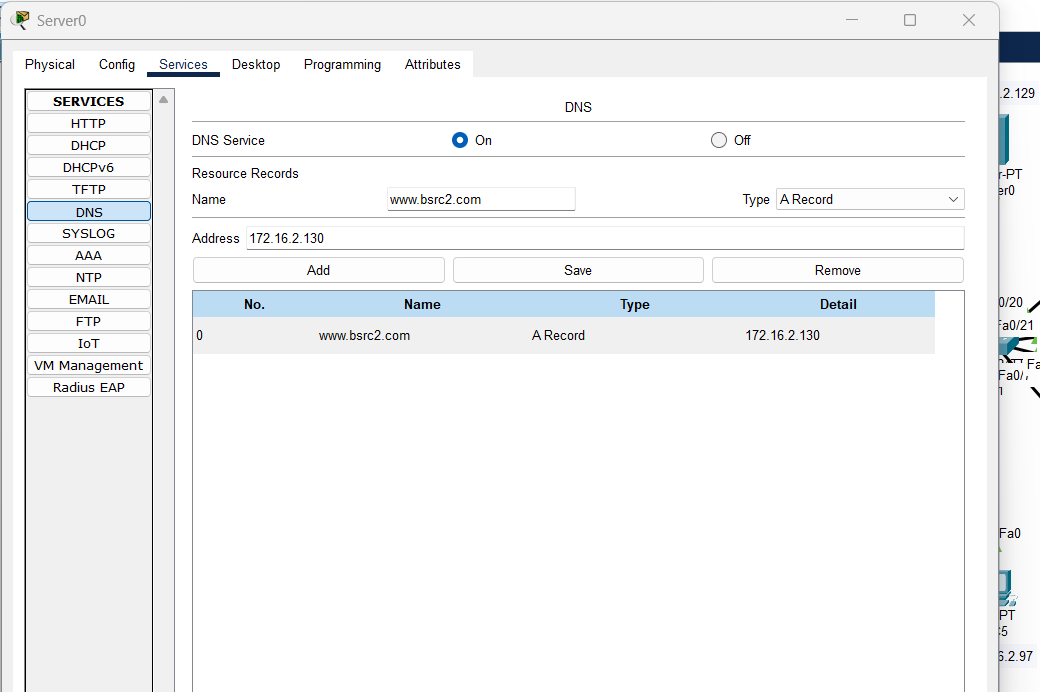 Server0
Physical Config Services Desktop Programming Attributes
SERVICES
HTTP
DHCP
DHCPv6
TFTP
DNS
SYSLOG
AAA
NTP
EMAIL
FTP
IoT
VM Management
Radius EAP
DNS
DNS Service On Off
Resource Records
Name www.bsrc2.com Type A Record
Address 172.16.2.130
Add Save Remove
No. Name Type Detail
0 www.bsrc2.com A Record 172.16.2.130
.2.129
r-PT
er0
0/20
Fa0/21
Fa
Fa0/
Fa0
PT
5
6.2.97